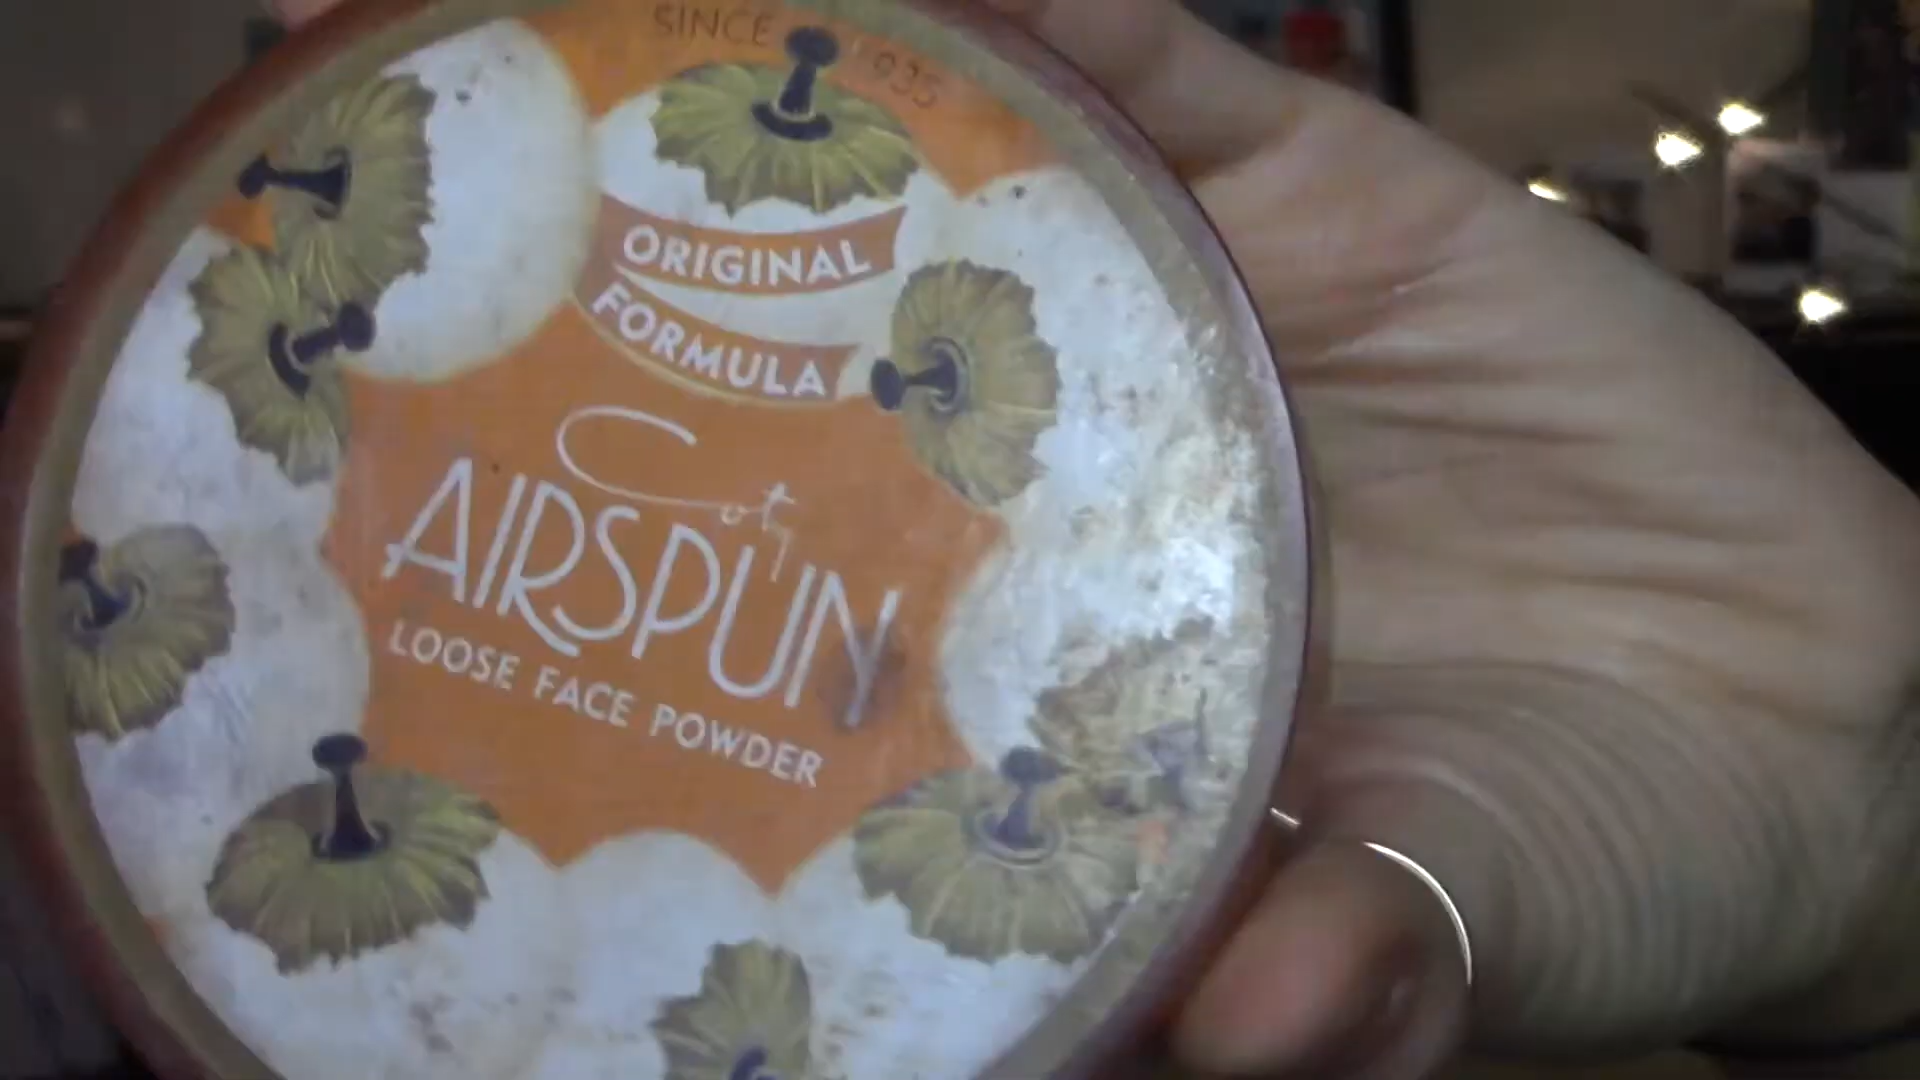 SINCE 1935
ORIGINAL
FORMULA
Coty
AIRSPUN
LOOSE FACE POWDER